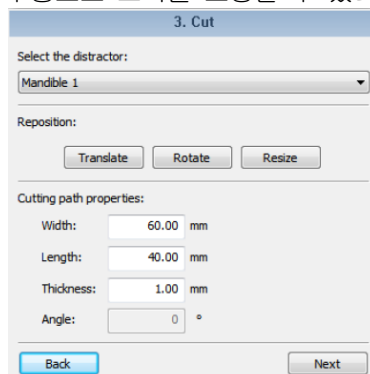 3. Cut
Select the distractor:
Mandible 1
Reposition:
Translate Rotate Resize
Cutting path properties:
Width: 60.00 mm
Length: 40.00 mm
Thickness: 1.00 mm
Angle: 0 °
Back Next